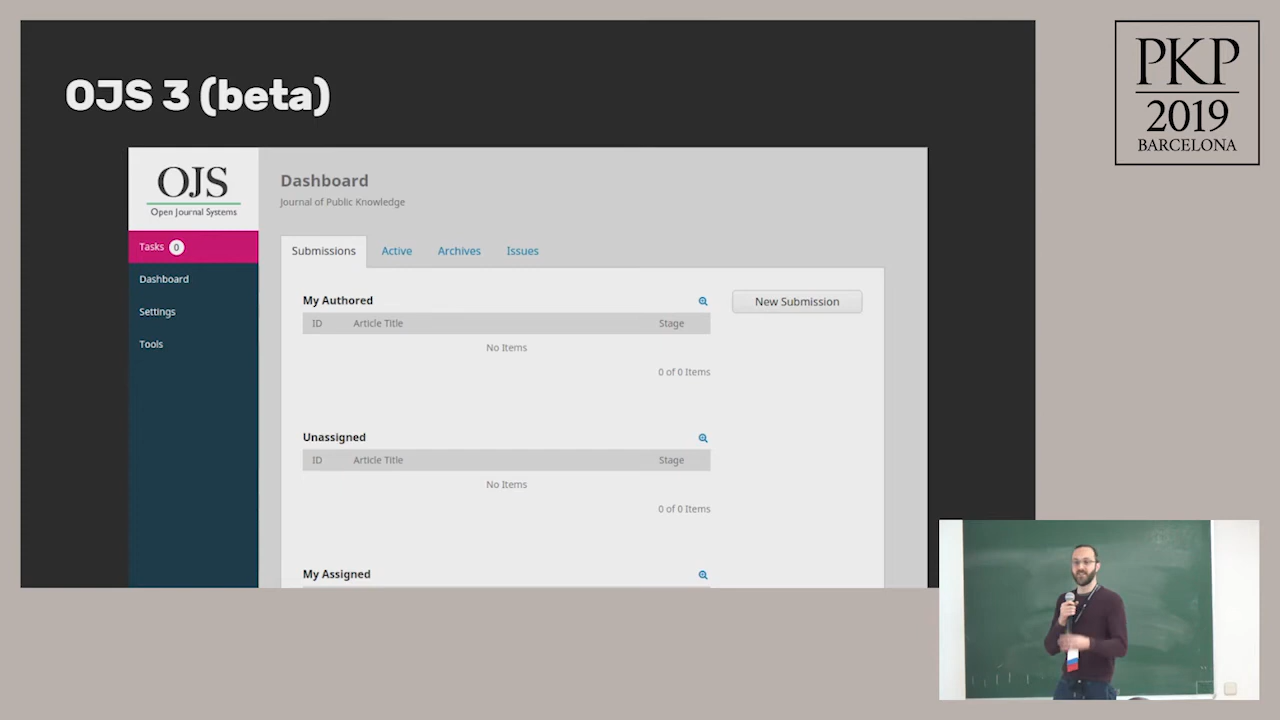 OJS 3 (beta)
PKP
2019
BARCELONA
OJS
Open Journal Systems
Tasks 0
Dashboard
Settings
Tools
Dashboard
Journal of Public Knowledge
Submissions Active Archives Issues
My Authored
New Submission
ID Article Title Stage
No Items
0 of 0 Items
Unassigned
ID Article Title Stage
No Items
0 of 0 Items
My Assigned